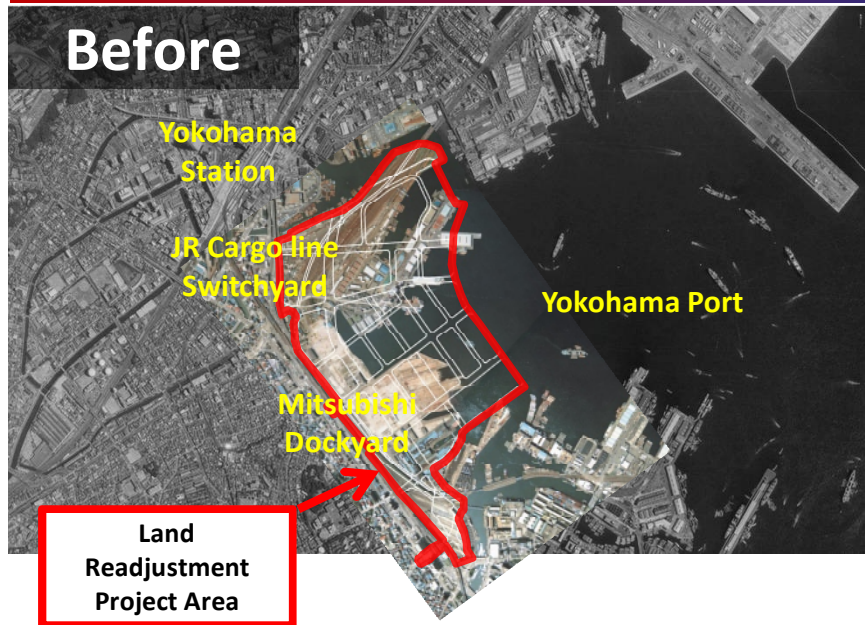 Before
Yokohama
Station
JR Cargo line
Switchyard
Yokohama Port
Mitsubishi
Dockyard
Land
Readjustment
Project Area